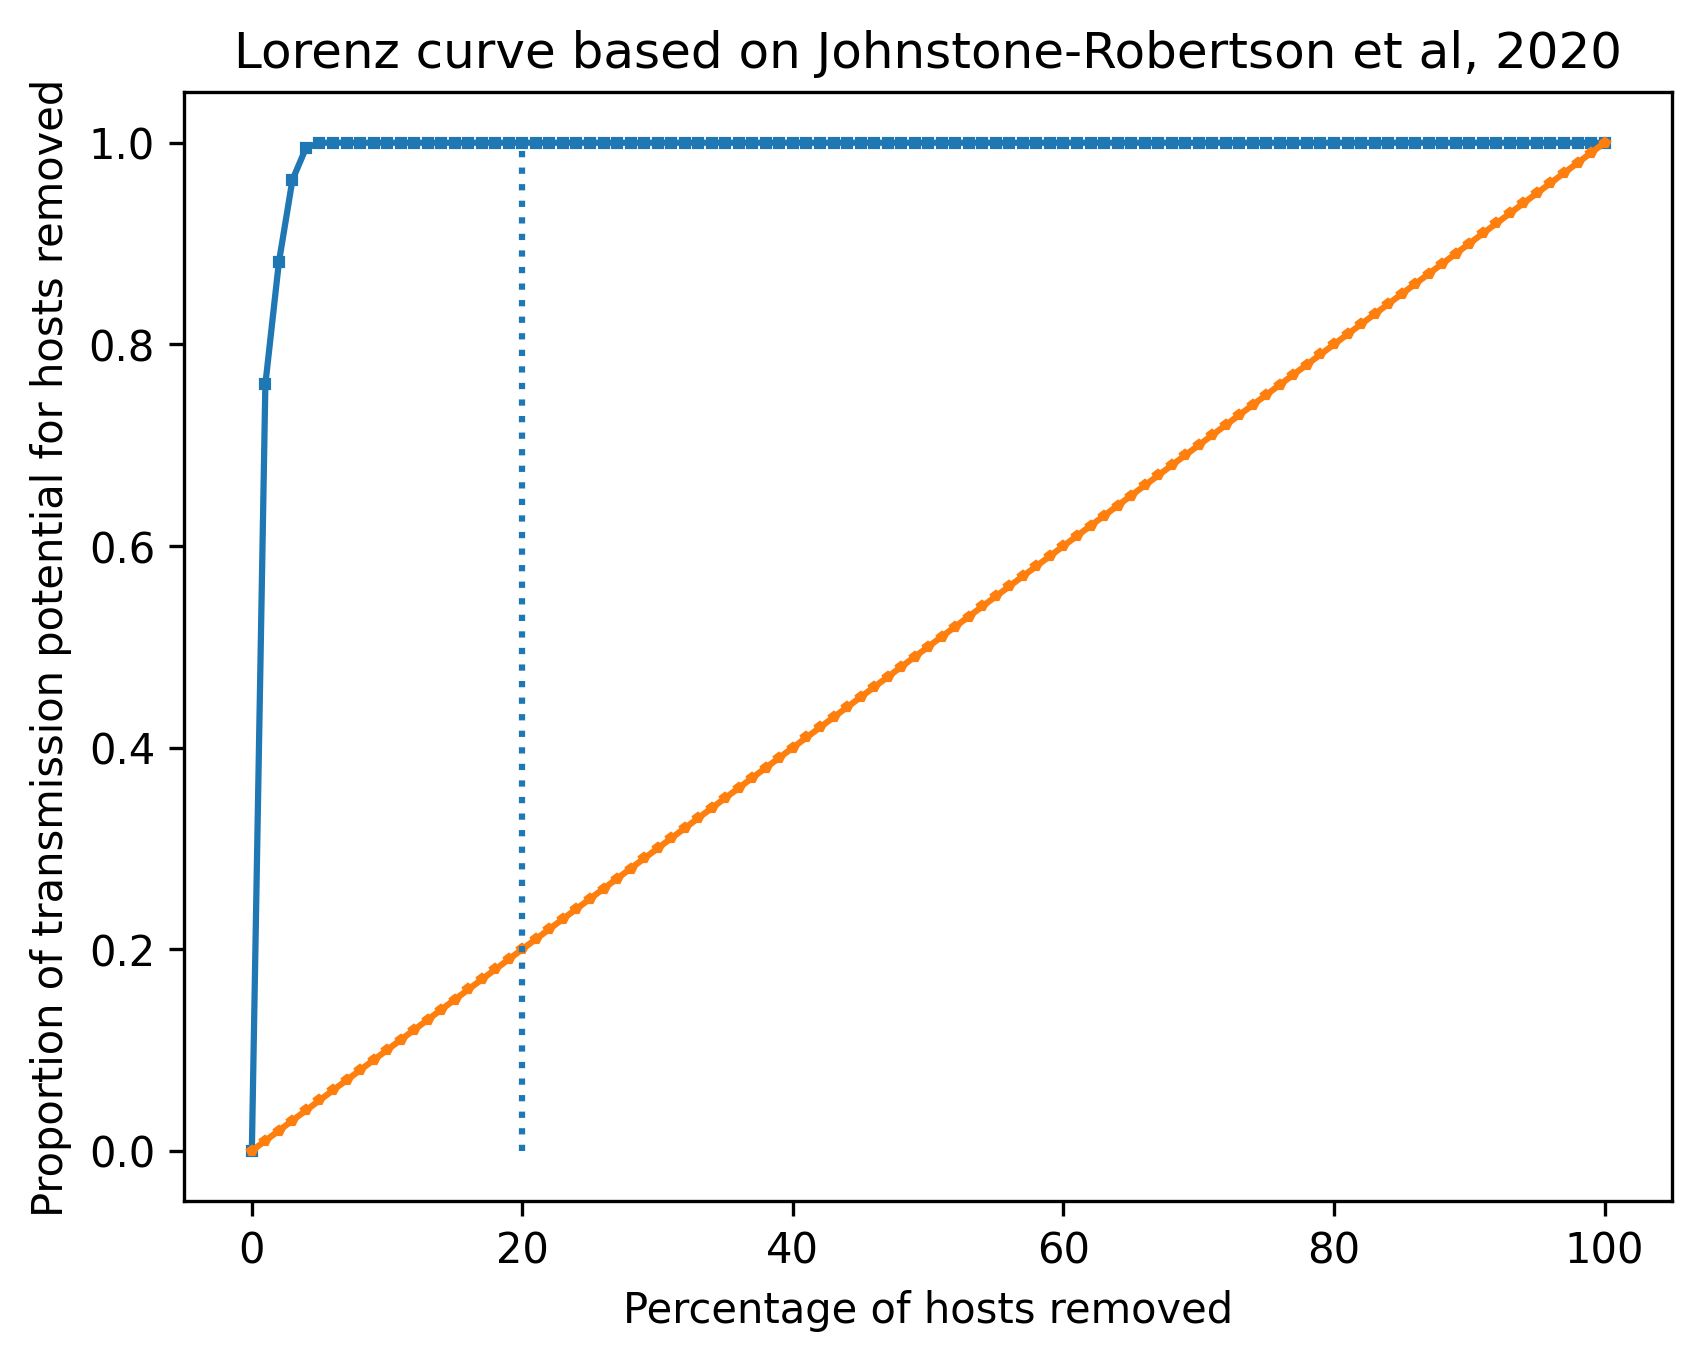 Lorenz curve based on Johnstone-Robertson et al, 2020
Proportion of transmission potential for hosts removed
1.0
0.8
0.6
0.4
0.2
0.0
0 20 40 60 80 100
Percentage of hosts removed